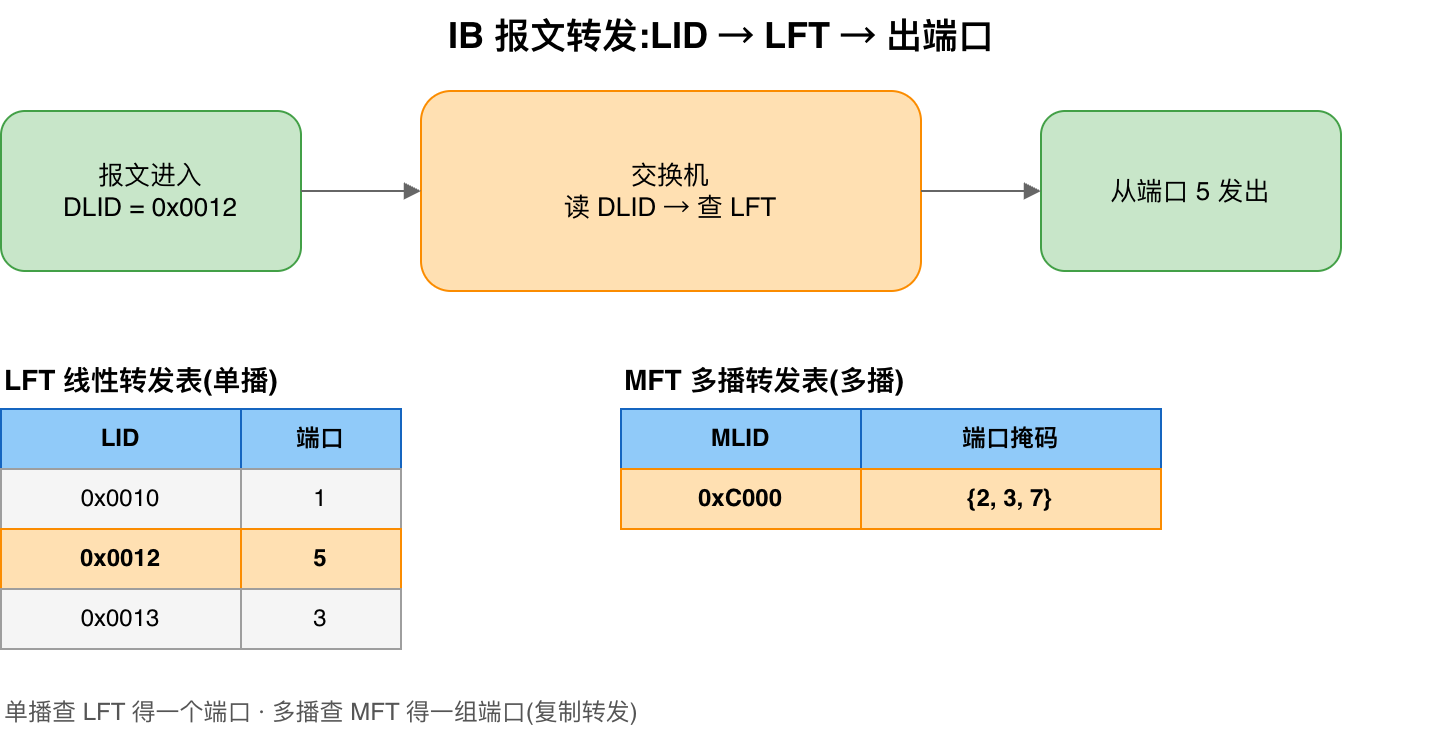 IB 报文转发:LID → LFT → 出端口
报文进入
DLID = 0x0012
交换机
读 DLID → 查 LFT
从端口 5 发出
LFT 线性转发表(单播)
LID 端口
0x0010 1
0x0012 5
0x0013 3
MFT 多播转发表(多播)
MLID 端口掩码
0xC000 {2, 3, 7}
单播查 LFT 得一个端口 · 多播查 MFT 得一组端口(复制转发)